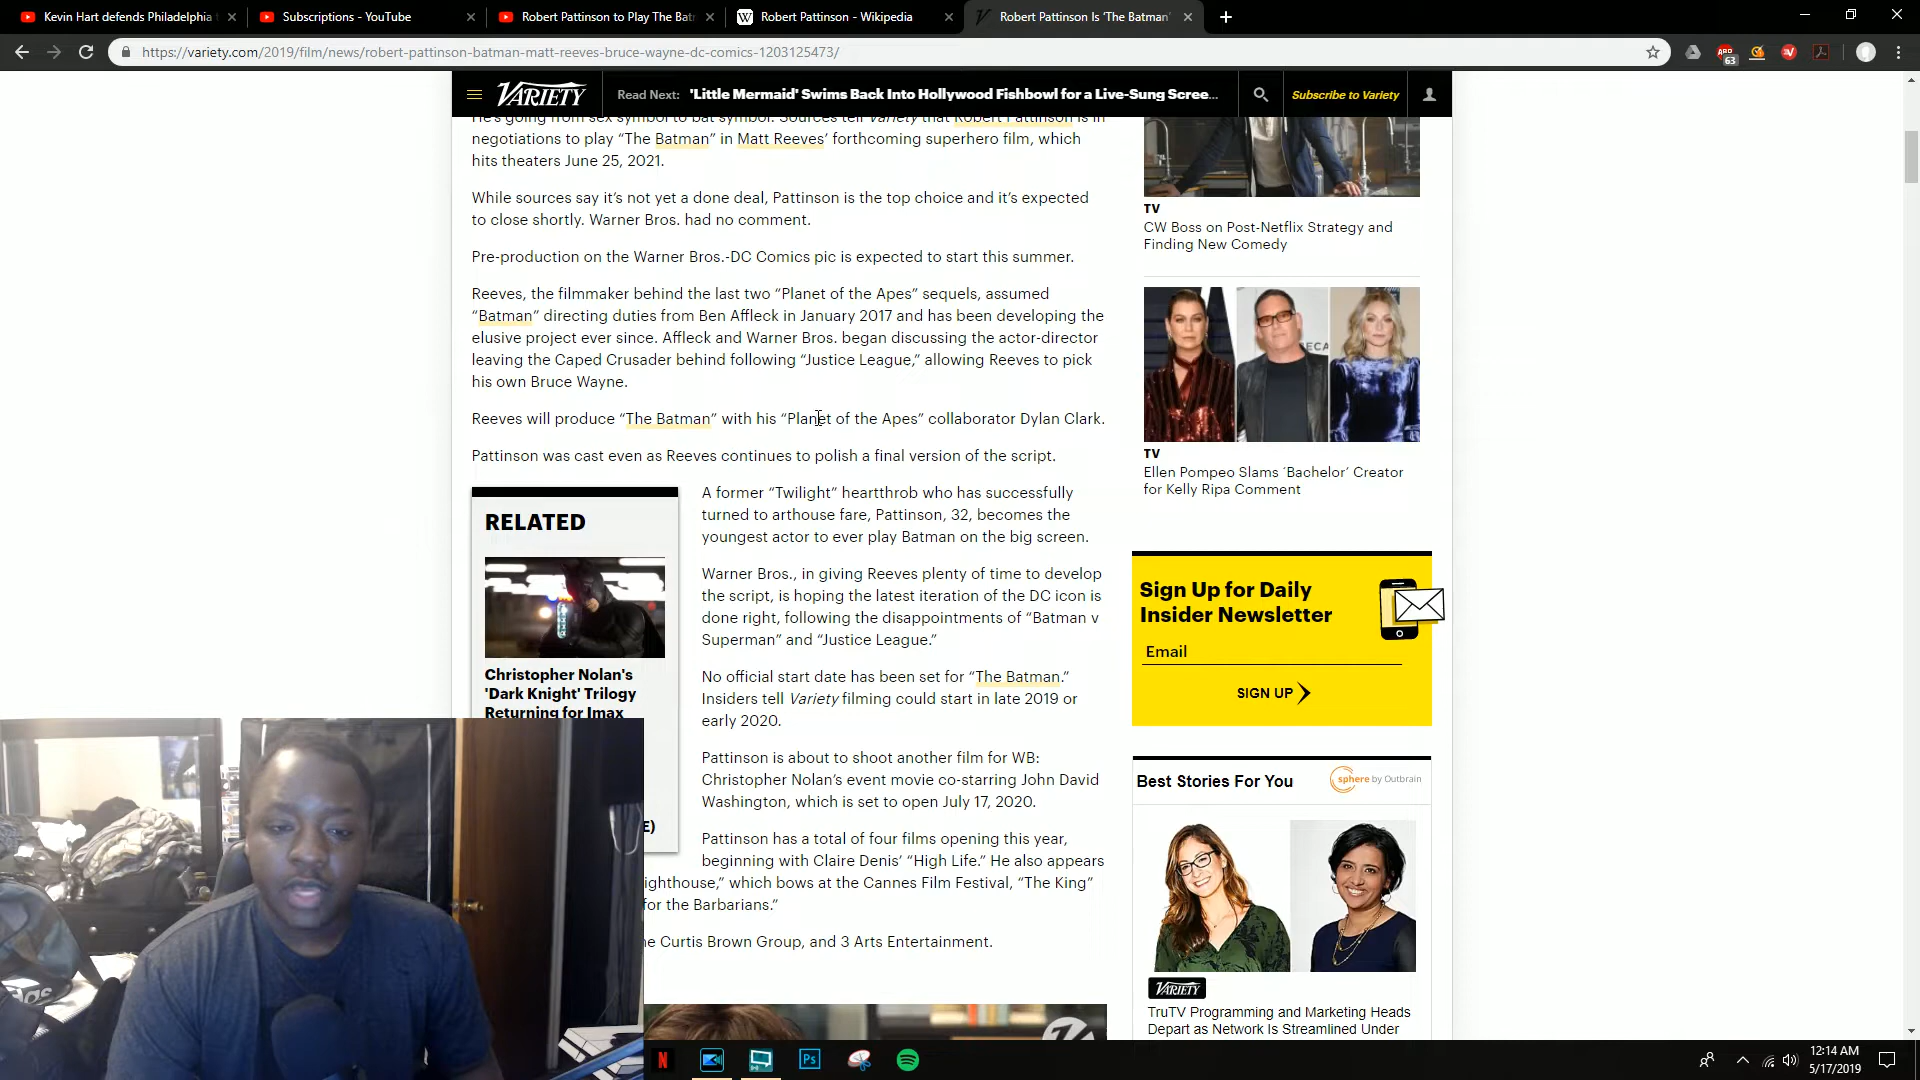 Kevin Hart defends Philadelphia
Subscriptions - YouTube
Robert Pattinson to Play The Bat
Robert Pattinson - Wikipedia
Robert Pattinson Is 'The Batman'
https://variety.com/2019/film/news/robert-pattinson-batman-matt-reeves-bruce-wayne-dc-comics-1203125473/
63
VARIETY
Read Next: 'Little Mermaid' Swims Back Into Hollywood Fishbowl for a Live-Sung Scree...
Subscribe to Variety
He's going from sex symbol to bat symbol. Sources tell Variety that Robert Pattinson is in
negotiations to play “The Batman” in Matt Reeves’ forthcoming superhero film, which
hits theaters June 25, 2021.
While sources say it’s not yet a done deal, Pattinson is the top choice and it’s expected
to close shortly. Warner Bros. had no comment.
Pre-production on the Warner Bros.-DC Comics pic is expected to start this summer.
Reeves, the filmmaker behind the last two “Planet of the Apes” sequels, assumed
“Batman” directing duties from Ben Affleck in January 2017 and has been developing the
elusive project ever since. Affleck and Warner Bros. began discussing the actor-director
leaving the Caped Crusader behind following “Justice League,” allowing Reeves to pick
his own Bruce Wayne.
Reeves will produce “The Batman” with his “Planet of the Apes” collaborator Dylan Clark.
Pattinson was cast even as Reeves continues to polish a final version of the script.
RELATED
Christopher Nolan's
'Dark Knight' Trilogy
Returning for Imax
E)
A former “Twilight” heartthrob who has successfully
turned to arthouse fare, Pattinson, 32, becomes the
youngest actor to ever play Batman on the big screen.
Warner Bros., in giving Reeves plenty of time to develop
the script, is hoping the latest iteration of the DC icon is
done right, following the disappointments of “Batman v
Superman” and “Justice League.”
No official start date has been set for “The Batman.”
Insiders tell Variety filming could start in late 2019 or
early 2020.
Pattinson is about to shoot another film for WB:
Christopher Nolan’s event movie co-starring John David
Washington, which is set to open July 17, 2020.
Pattinson has a total of four films opening this year,
beginning with Claire Denis’ “High Life.” He also appears
ighthouse,” which bows at the Cannes Film Festival, “The King”
for the Barbarians.”
he Curtis Brown Group, and 3 Arts Entertainment.
TV
CW Boss on Post-Netflix Strategy and
Finding New Comedy
TV
Ellen Pompeo Slams ‘Bachelor’ Creator
for Kelly Ripa Comment
Sign Up for Daily
Insider Newsletter
Email
SIGN UP
Best Stories For You
sphere by Outbrain
VARIETY
TruTV Programming and Marketing Heads
Depart as Network Is Streamlined Under
N
Ps
12:14 AM
5/17/2019